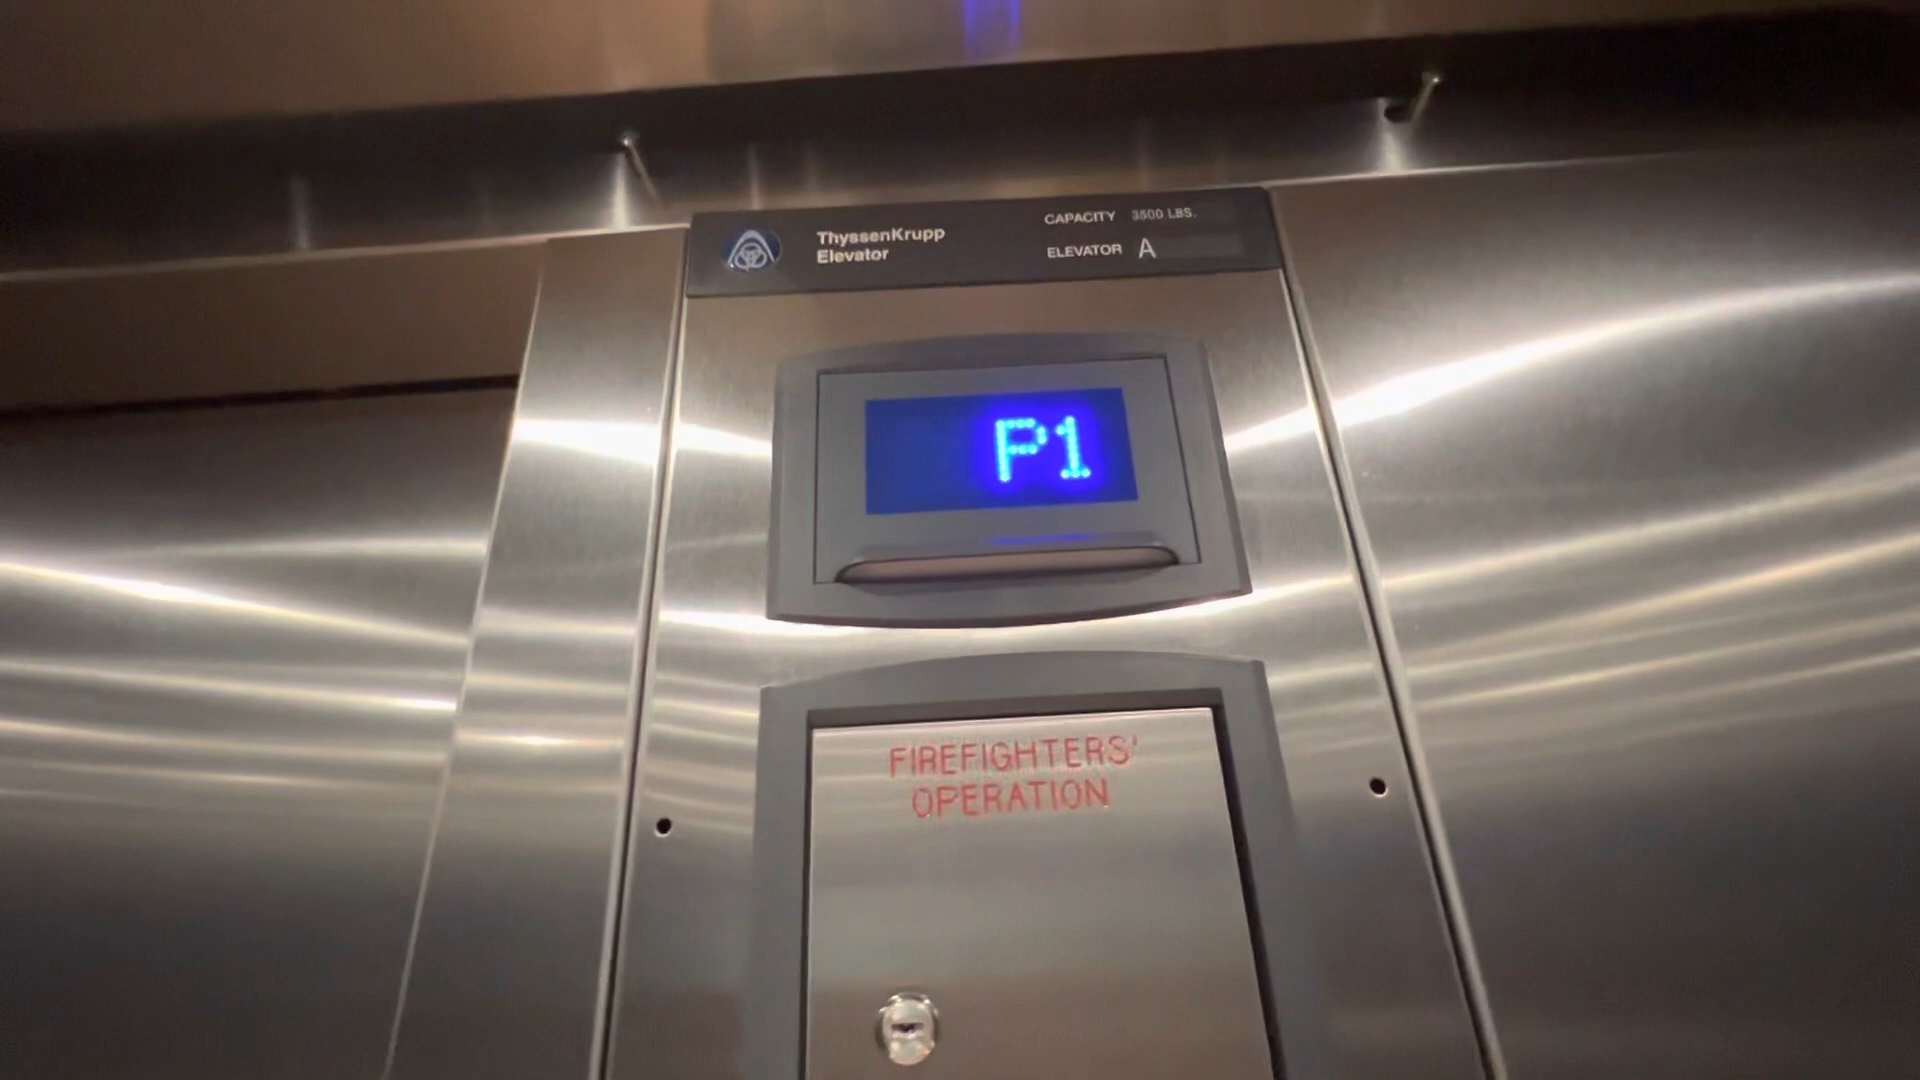 ThyssenKrupp
Elevator
CAPACITY 3500 LBS.
ELEVATOR A
P1
FIREFIGHTERS'
OPERATION